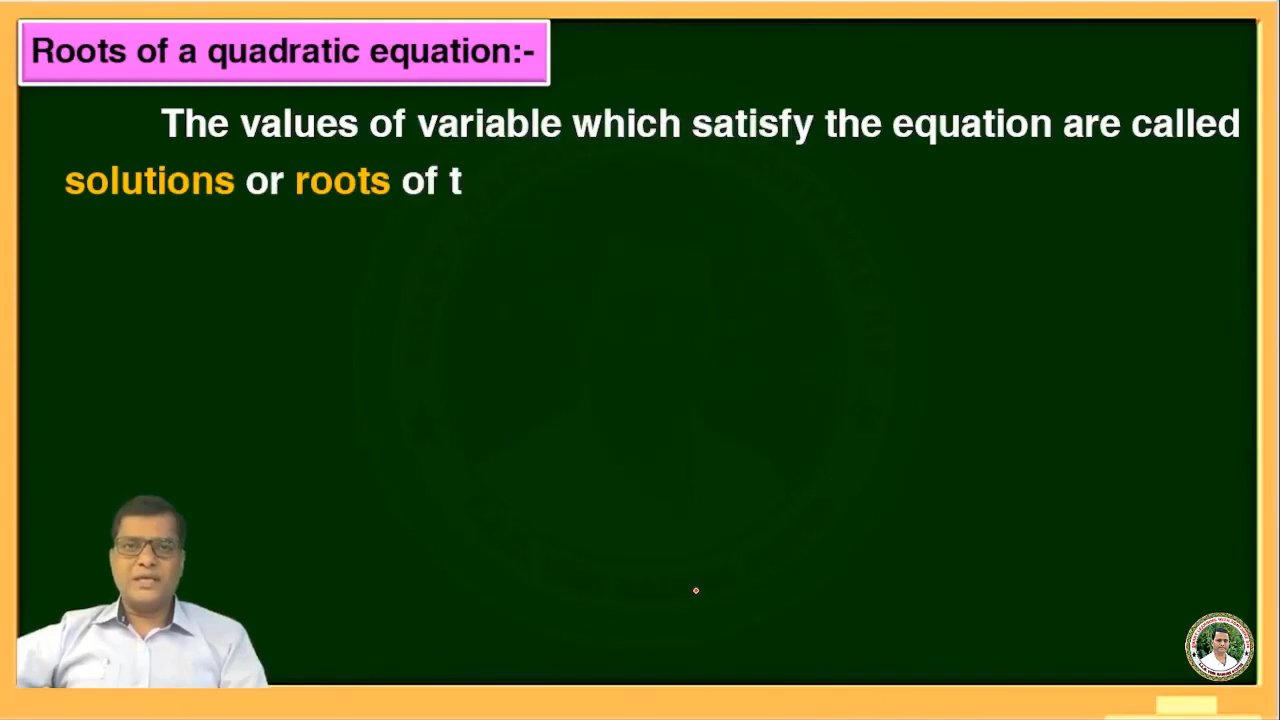 Roots of a quadratic equation:-
The values of variable which satisfy the equation are called
solutions or roots of t